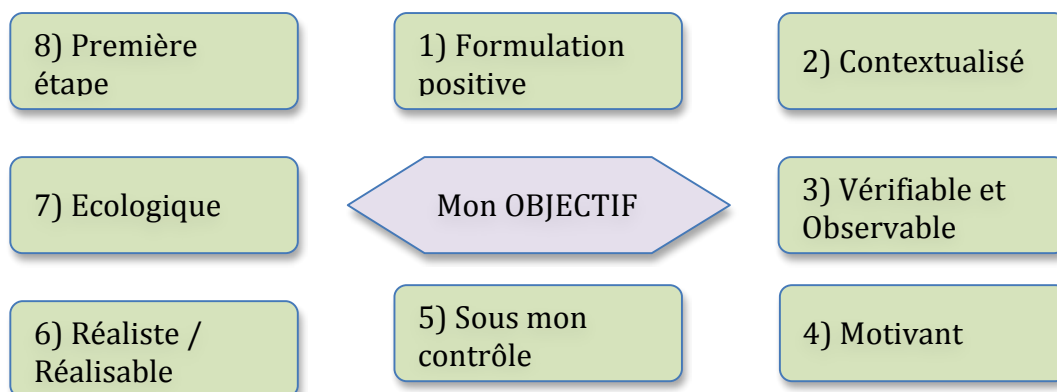 8) Première
étape
1) Formulation
positive
2) Contextualisé
7) Ecologique
Mon OBJECTIF
3) Vérifiable et
Observable
6) Réaliste /
Réalisable
5) Sous mon
contrôle
4) Motivant